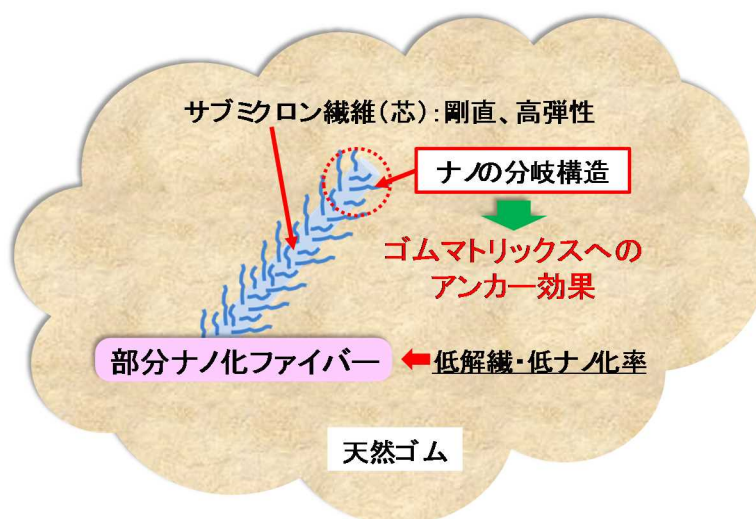 サブミクロン繊維（芯）：剛直、高弾性
ナノの分岐構造
ゴムマトリックスへの
アンカー効果
部分ナノ化ファイバー
低解繊・低ナノ化率
天然ゴム